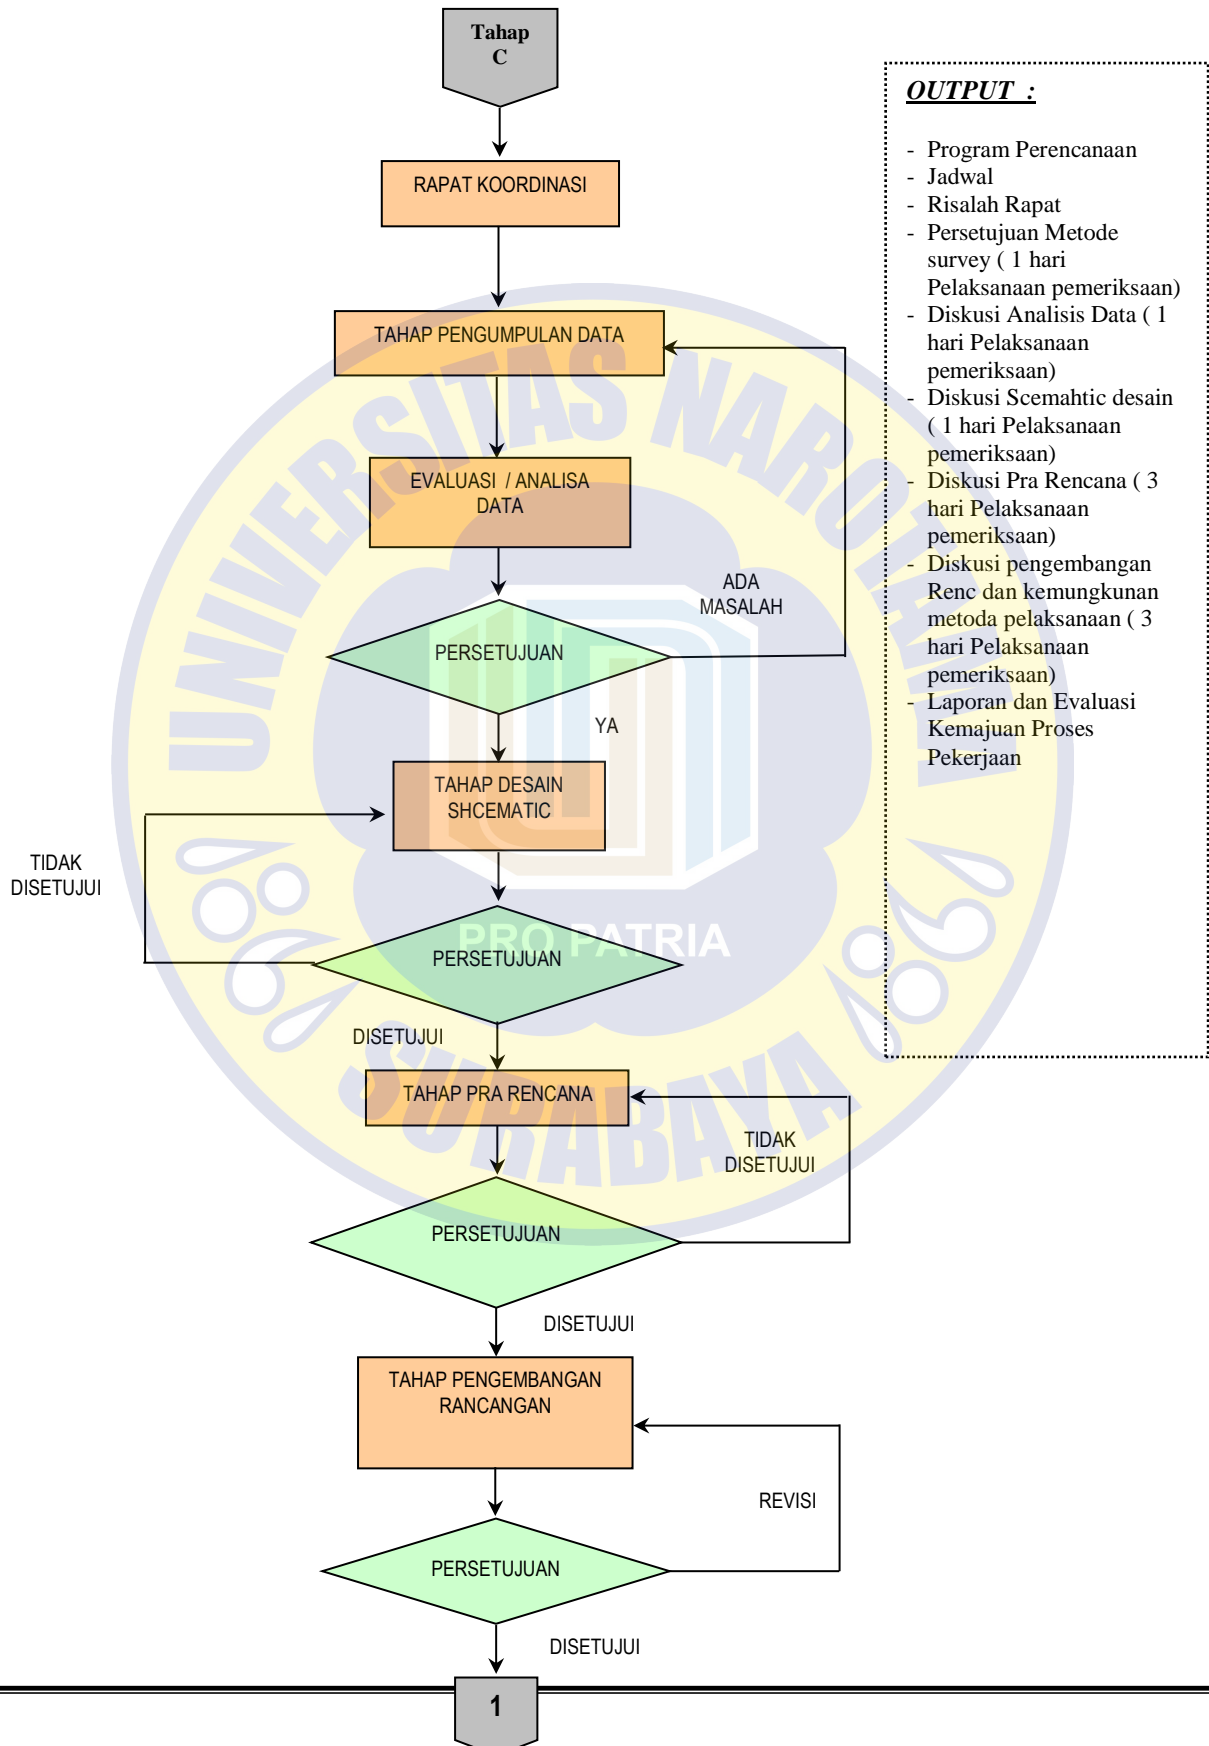 Tahap
C
RAPAT KOORDINASI
TAHAP PENGUMPULAN DATA
EVALUASI / ANALISA
DATA
ADA
MASALAH
PERSETUJUAN
YA
TAHAP DESAIN
SHCEMATIC
TIDAK
DISETUJUI
PERSETUJUAN
DISETUJUI
TAHAP PRA RENCANA
TIDAK
DISETUJUI
PERSETUJUAN
DISETUJUI
TAHAP PENGEMBANGAN
RANCANGAN
REVISI
PERSETUJUAN
DISETUJUI
1
OUTPUT :
- Program Perencanaan
- Jadwal
- Risalah Rapat
- Persetujuan Metode
survey ( 1 hari
Pelaksanaan pemeriksaan)
- Diskusi Analisis Data ( 1
hari Pelaksanaan
pemeriksaan)
- Diskusi Scemahtic desain
( 1 hari Pelaksanaan
pemeriksaan)
- Diskusi Pra Rencana ( 3
hari Pelaksanaan
pemeriksaan)
- Diskusi pengembangan
Renc dan kemungkunan
metoda pelaksanaan ( 3
hari Pelaksanaan
pemeriksaan)
- Laporan dan Evaluasi
Kemajuan Proses
Pekerjaan
UNIVERSITAS NAROTAMA
PRO PATRIA
SURABAYA